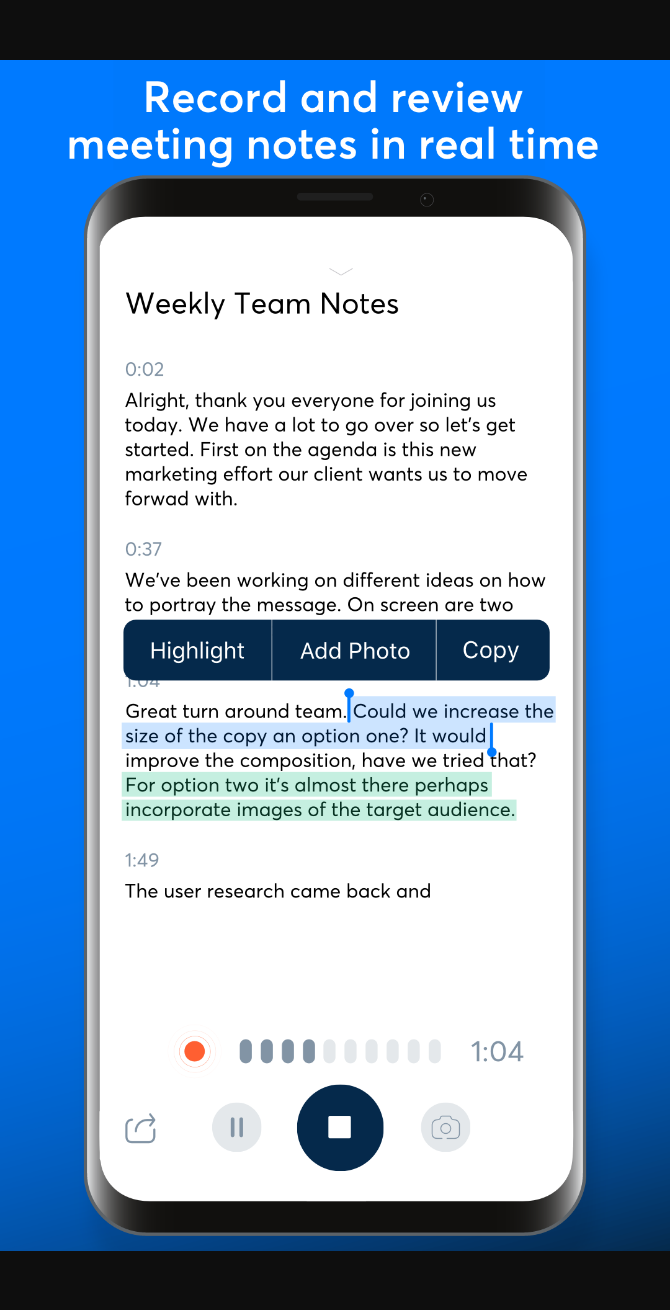 Record and review
meeting notes in real time
Weekly Team Notes
0:02
Alright, thank you everyone for joining us
today. We have a lot to go over so let's get
started. First on the agenda is this new
marketing effort our client wants us to move
forwad with.
0:37
We've been working on different ideas on how
to portray the message. On screen are two
Highlight Add Photo Copy
1:04
Great turn around team. Could we increase the
size of the copy an option one? It would
improve the composition, have we tried that?
For option two it's almost there perhaps
incorporate images of the target audience.
1:49
The user research came back and
1:04